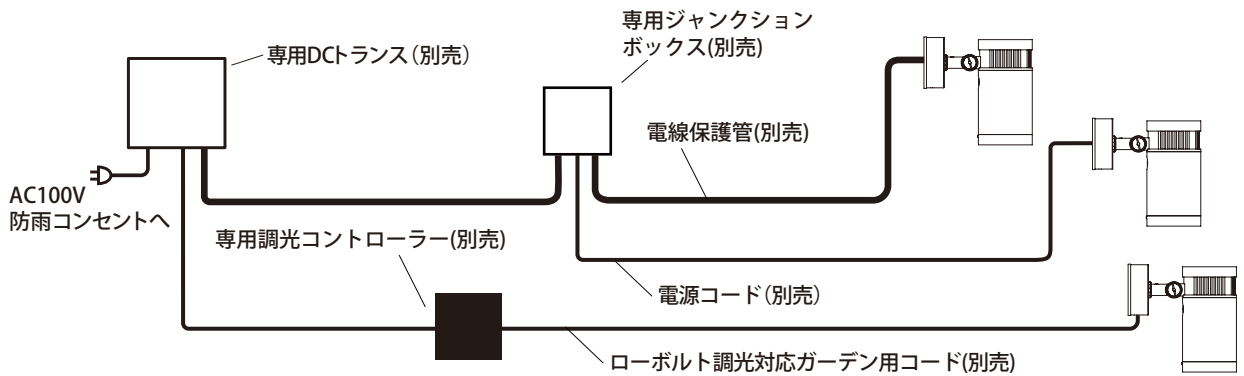 専用ジャンクション
ボックス(別売)
専用DCトランス（別売）
電線保護管(別売)
AC100V
防雨コンセントへ
専用調光コントローラー(別売)
電源コード（別売）
ローボルト調光対応ガーデン用コード(別売)